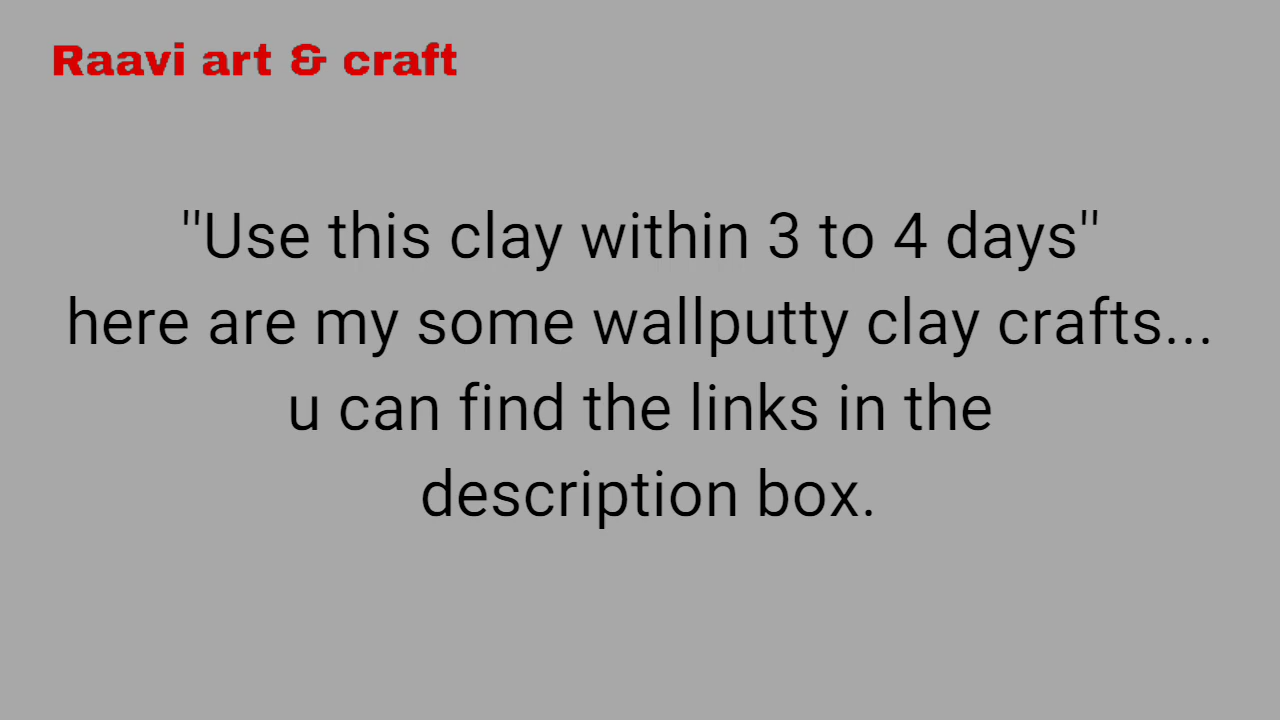 Raavi art & craft
"Use this clay within 3 to 4 days"
here are my some wallputty clay crafts...
u can find the links in the
description box.